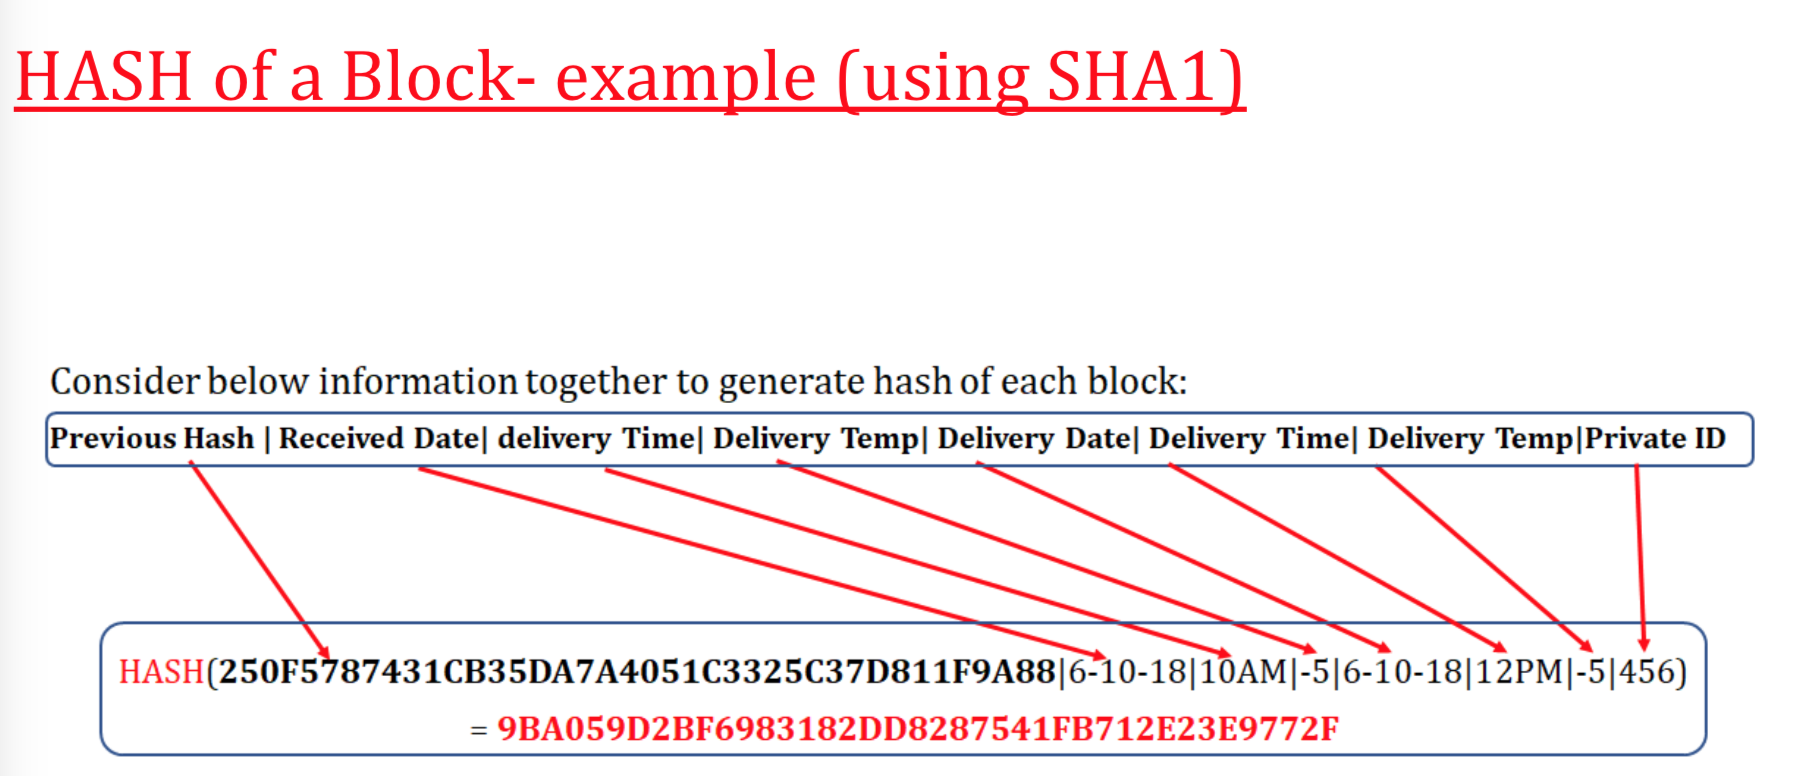 HASH of a Block- example (using SHA1)
Consider below information together to generate hash of each block:
Previous Hash | Received Date| delivery Time| Delivery Temp| Delivery Date| Delivery Time| Delivery Temp|Private ID
HASH(250F5787431CB35DA7A4051C3325C37D811F9A88|6-10-18|10AM|-5|6-10-18|12PM|-5|456)
= 9BA059D2BF6983182DD8287541FB712E23E9772F